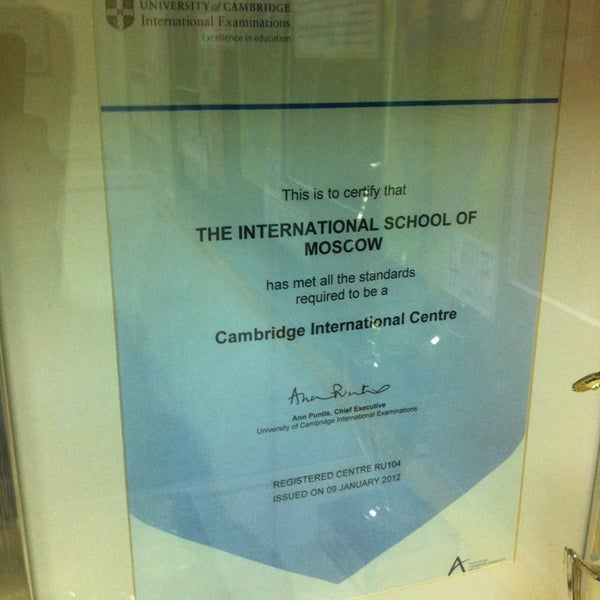 UNIVERSITY of CAMBRIDGE
International Examinations
Excellence in education
This is to certify that
THE INTERNATIONAL SCHOOL OF
MOSCOW
has met all the standards
required to be a
Cambridge International Centre
Ann Puntis
Ann Puntis, Chief Executive
University of Cambridge International Examinations
REGISTERED CENTRE RU104
ISSUED ON 09 JANUARY 2012